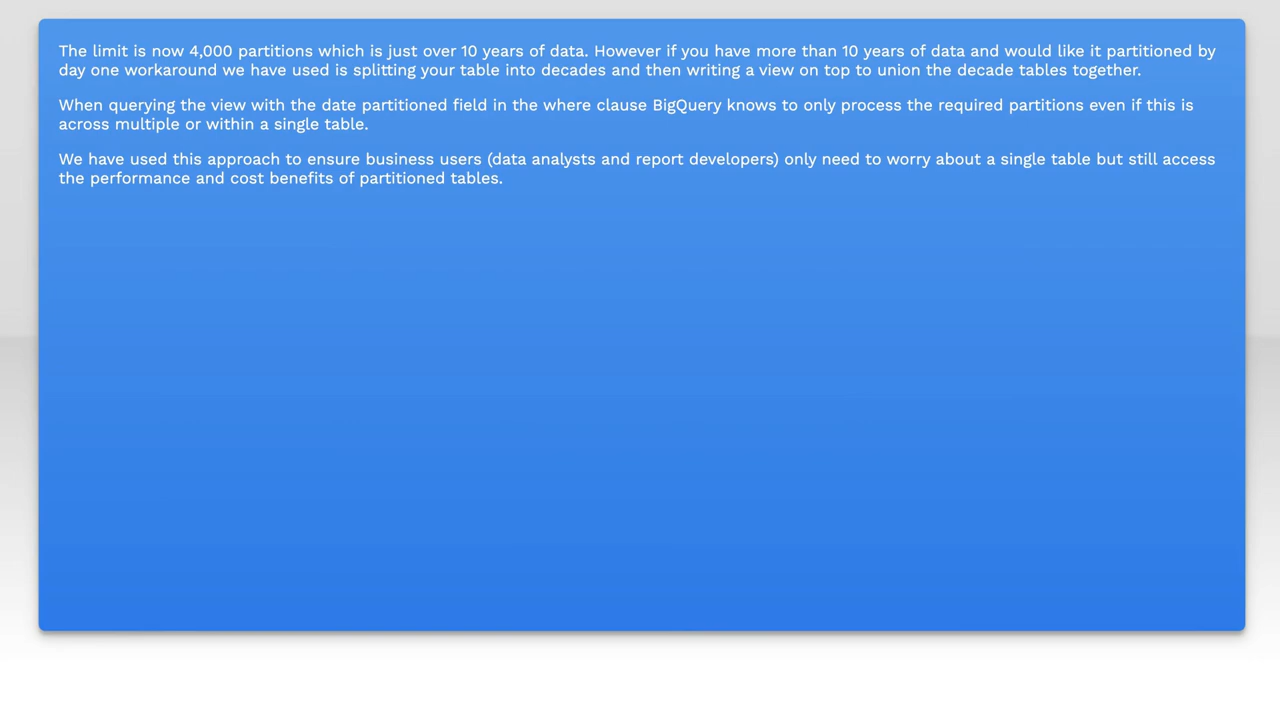 The limit is now 4,000 partitions which is just over 10 years of data. However if you have more than 10 years of data and would like it partitioned by
day one workaround we have used is splitting your table into decades and then writing a view on top to union the decade tables together.
When querying the view with the date partitioned field in the where clause BigQuery knows to only process the required partitions even if this is
across multiple or within a single table.
We have used this approach to ensure business users (data analysts and report developers) only need to worry about a single table but still access
the performance and cost benefits of partitioned tables.